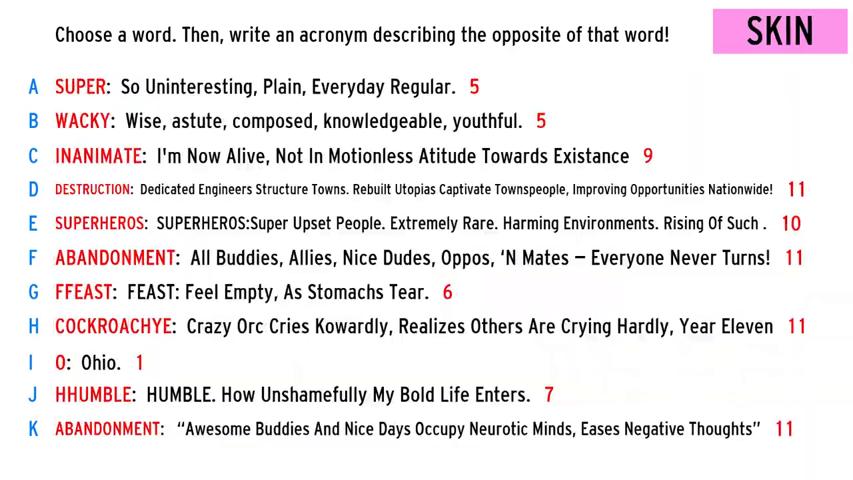 Choose a word. Then, write an acronym describing the opposite of that word!
SKIN
A SUPER: So Uninteresting, Plain, Everyday Regular. 5
B WACKY: Wise, astute, composed, knowledgeable, youthful. 5
C INANIMATE: I'm Now Alive, Not In Motionless Atitude Towards Existance 9
D DESTRUCTION: Dedicated Engineers Structure Towns. Rebuilt Utopias Captivate Townspeople, Improving Opportunities Nationwide! 11
E SUPERHEROS: SUPERHEROS:Super Upset People. Extremely Rare. Harming Environments. Rising Of Such . 10
F ABANDONMENT: All Buddies, Allies, Nice Dudes, Oppos, ‘N Mates – Everyone Never Turns! 11
G FFEAST: FEAST: Feel Empty, As Stomachs Tear. 6
H COCKROACHYE: Crazy Orc Cries Kowardly, Realizes Others Are Crying Hardly, Year Eleven 11
I O: Ohio. 1
J HHUMBLE: HUMBLE. How Unshamefully My Bold Life Enters. 7
K ABANDONMENT: “Awesome Buddies And Nice Days Occupy Neurotic Minds, Eases Negative Thoughts” 11